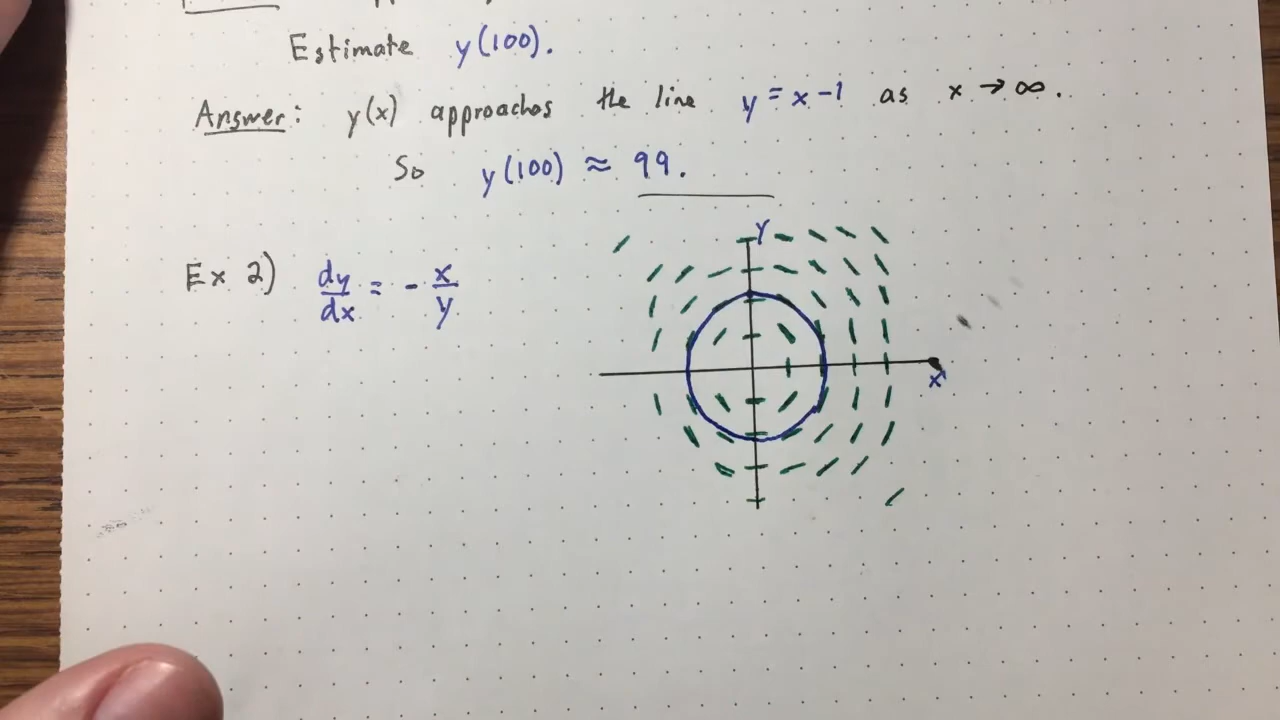 Estimate y(100).
Answer: y(x) approaches the line y = x - 1 as x → ∞.
So y(100) ≈ 99.
Ex 2) dy/dx = - x/y
y
x